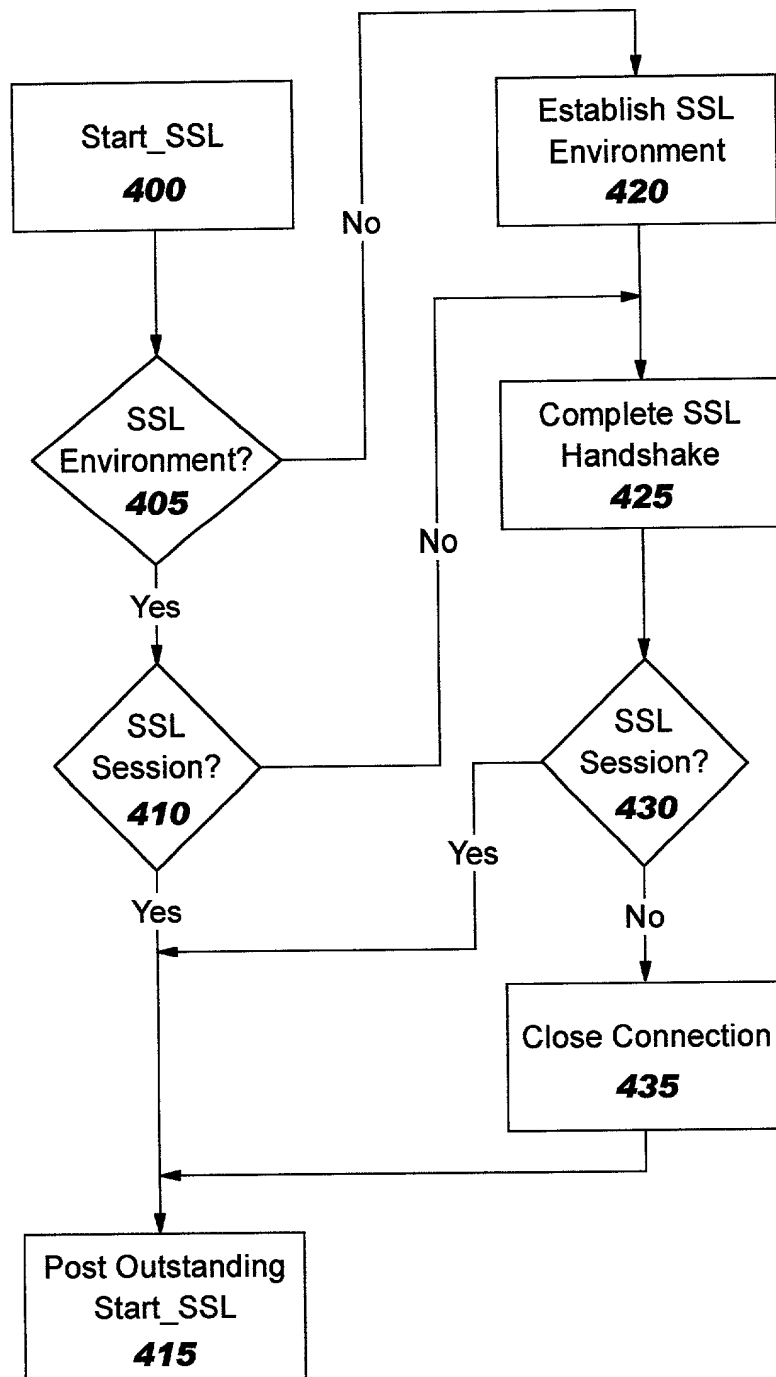 Start_SSL
400
No
Establish SSL
Environment
420
SSL
Environment?
405
Yes
No
Complete SSL
Handshake
425
SSL
Session?
410
Yes
SSL
Session?
430
Yes
No
Close Connection
435
Post Outstanding
Start_SSL
415